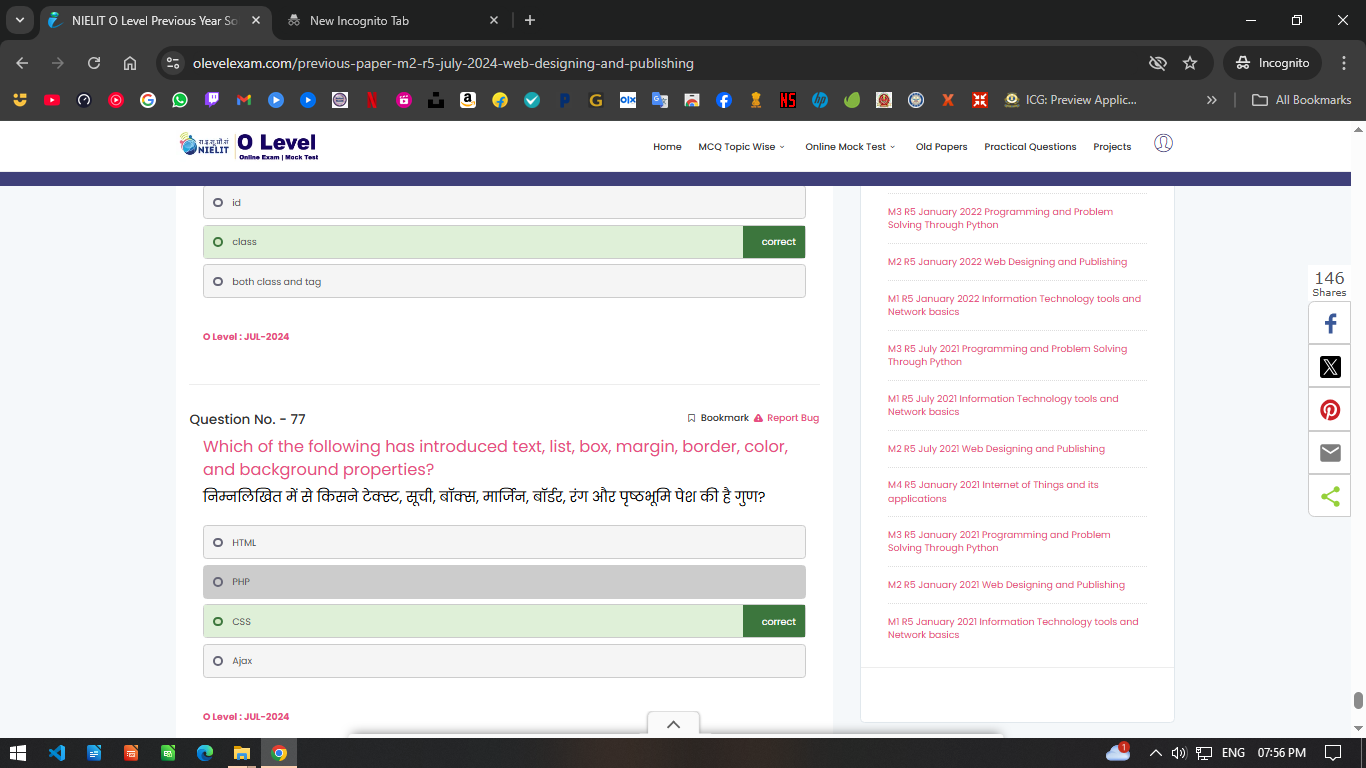 NIELIT O Level Previous Year So
New Incognito Tab
olevelexam.com/previous-paper-m2-r5-july-2024-web-designing-and-publishing
Incognito
ICG: Preview Applic...
All Bookmarks
NIELIT
O Level
Online Exam | Mock Test
Home
MCQ Topic Wise
Online Mock Test
Old Papers
Practical Questions
Projects
id
class
correct
both class and tag
O Level : JUL-2024
Question No. - 77
Bookmark
Report Bug
Which of the following has introduced text, list, box, margin, border, color,
and background properties?
निम्नलिखित में से किसने टेक्स्ट, सूची, बॉक्स, मार्जिन, बॉर्डर, रंग और पृष्ठभूमि पेश की है गुण?
HTML
PHP
CSS
correct
Ajax
O Level : JUL-2024
M3 R5 January 2022 Programming and Problem
Solving Through Python
M2 R5 January 2022 Web Designing and Publishing
M1 R5 January 2022 Information Technology tools and
Network basics
M3 R5 July 2021 Programming and Problem Solving
Through Python
M1 R5 July 2021 Information Technology tools and
Network basics
M2 R5 July 2021 Web Designing and Publishing
M4 R5 January 2021 Internet of Things and its
applications
M3 R5 January 2021 Programming and Problem
Solving Through Python
M2 R5 January 2021 Web Designing and Publishing
M1 R5 January 2021 Information Technology tools and
Network basics
146
Shares
1
ENG
07:56 PM